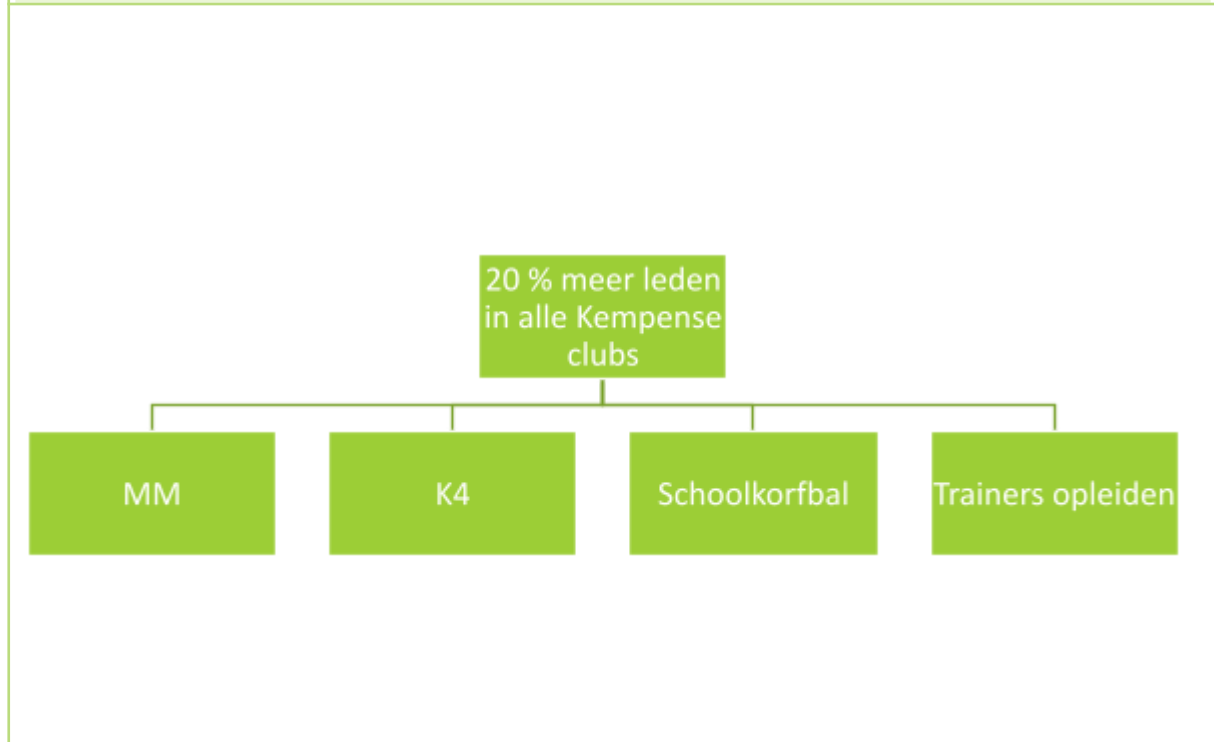 20 % meer leden
in alle Kempense
clubs
MM
K4
Schoolkorfbal
Trainers opleiden